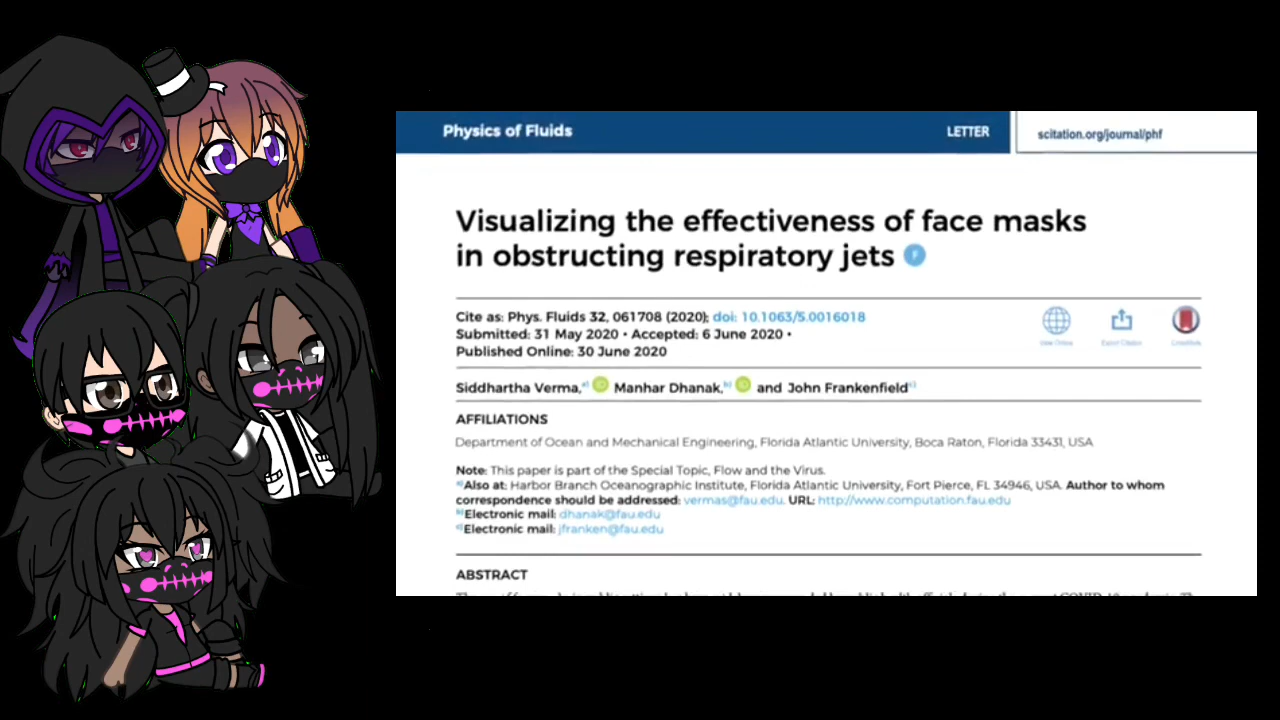 Physics of Fluids LETTER scitation.org/journal/phf
Visualizing the effectiveness of face masks
in obstructing respiratory jets
Cite as: Phys. Fluids 32, 061708 (2020); doi: 10.1063/5.0016018
Submitted: 31 May 2020 • Accepted: 6 June 2020 •
Published Online: 30 June 2020
View Online Export Citation CrossMark
Siddhartha Verma,a) Manhar Dhanak,b) and John Frankenfieldc)
AFFILIATIONS
Department of Ocean and Mechanical Engineering, Florida Atlantic University, Boca Raton, Florida 33431, USA
Note: This paper is part of the Special Topic, Flow and the Virus.
a)Also at: Harbor Branch Oceanographic Institute, Florida Atlantic University, Fort Pierce, FL 34946, USA. Author to whom
correspondence should be addressed: vermas@fau.edu. URL: http://www.computation.fau.edu
b)Electronic mail: dhanak@fau.edu
c)Electronic mail: jfranken@fau.edu
ABSTRACT